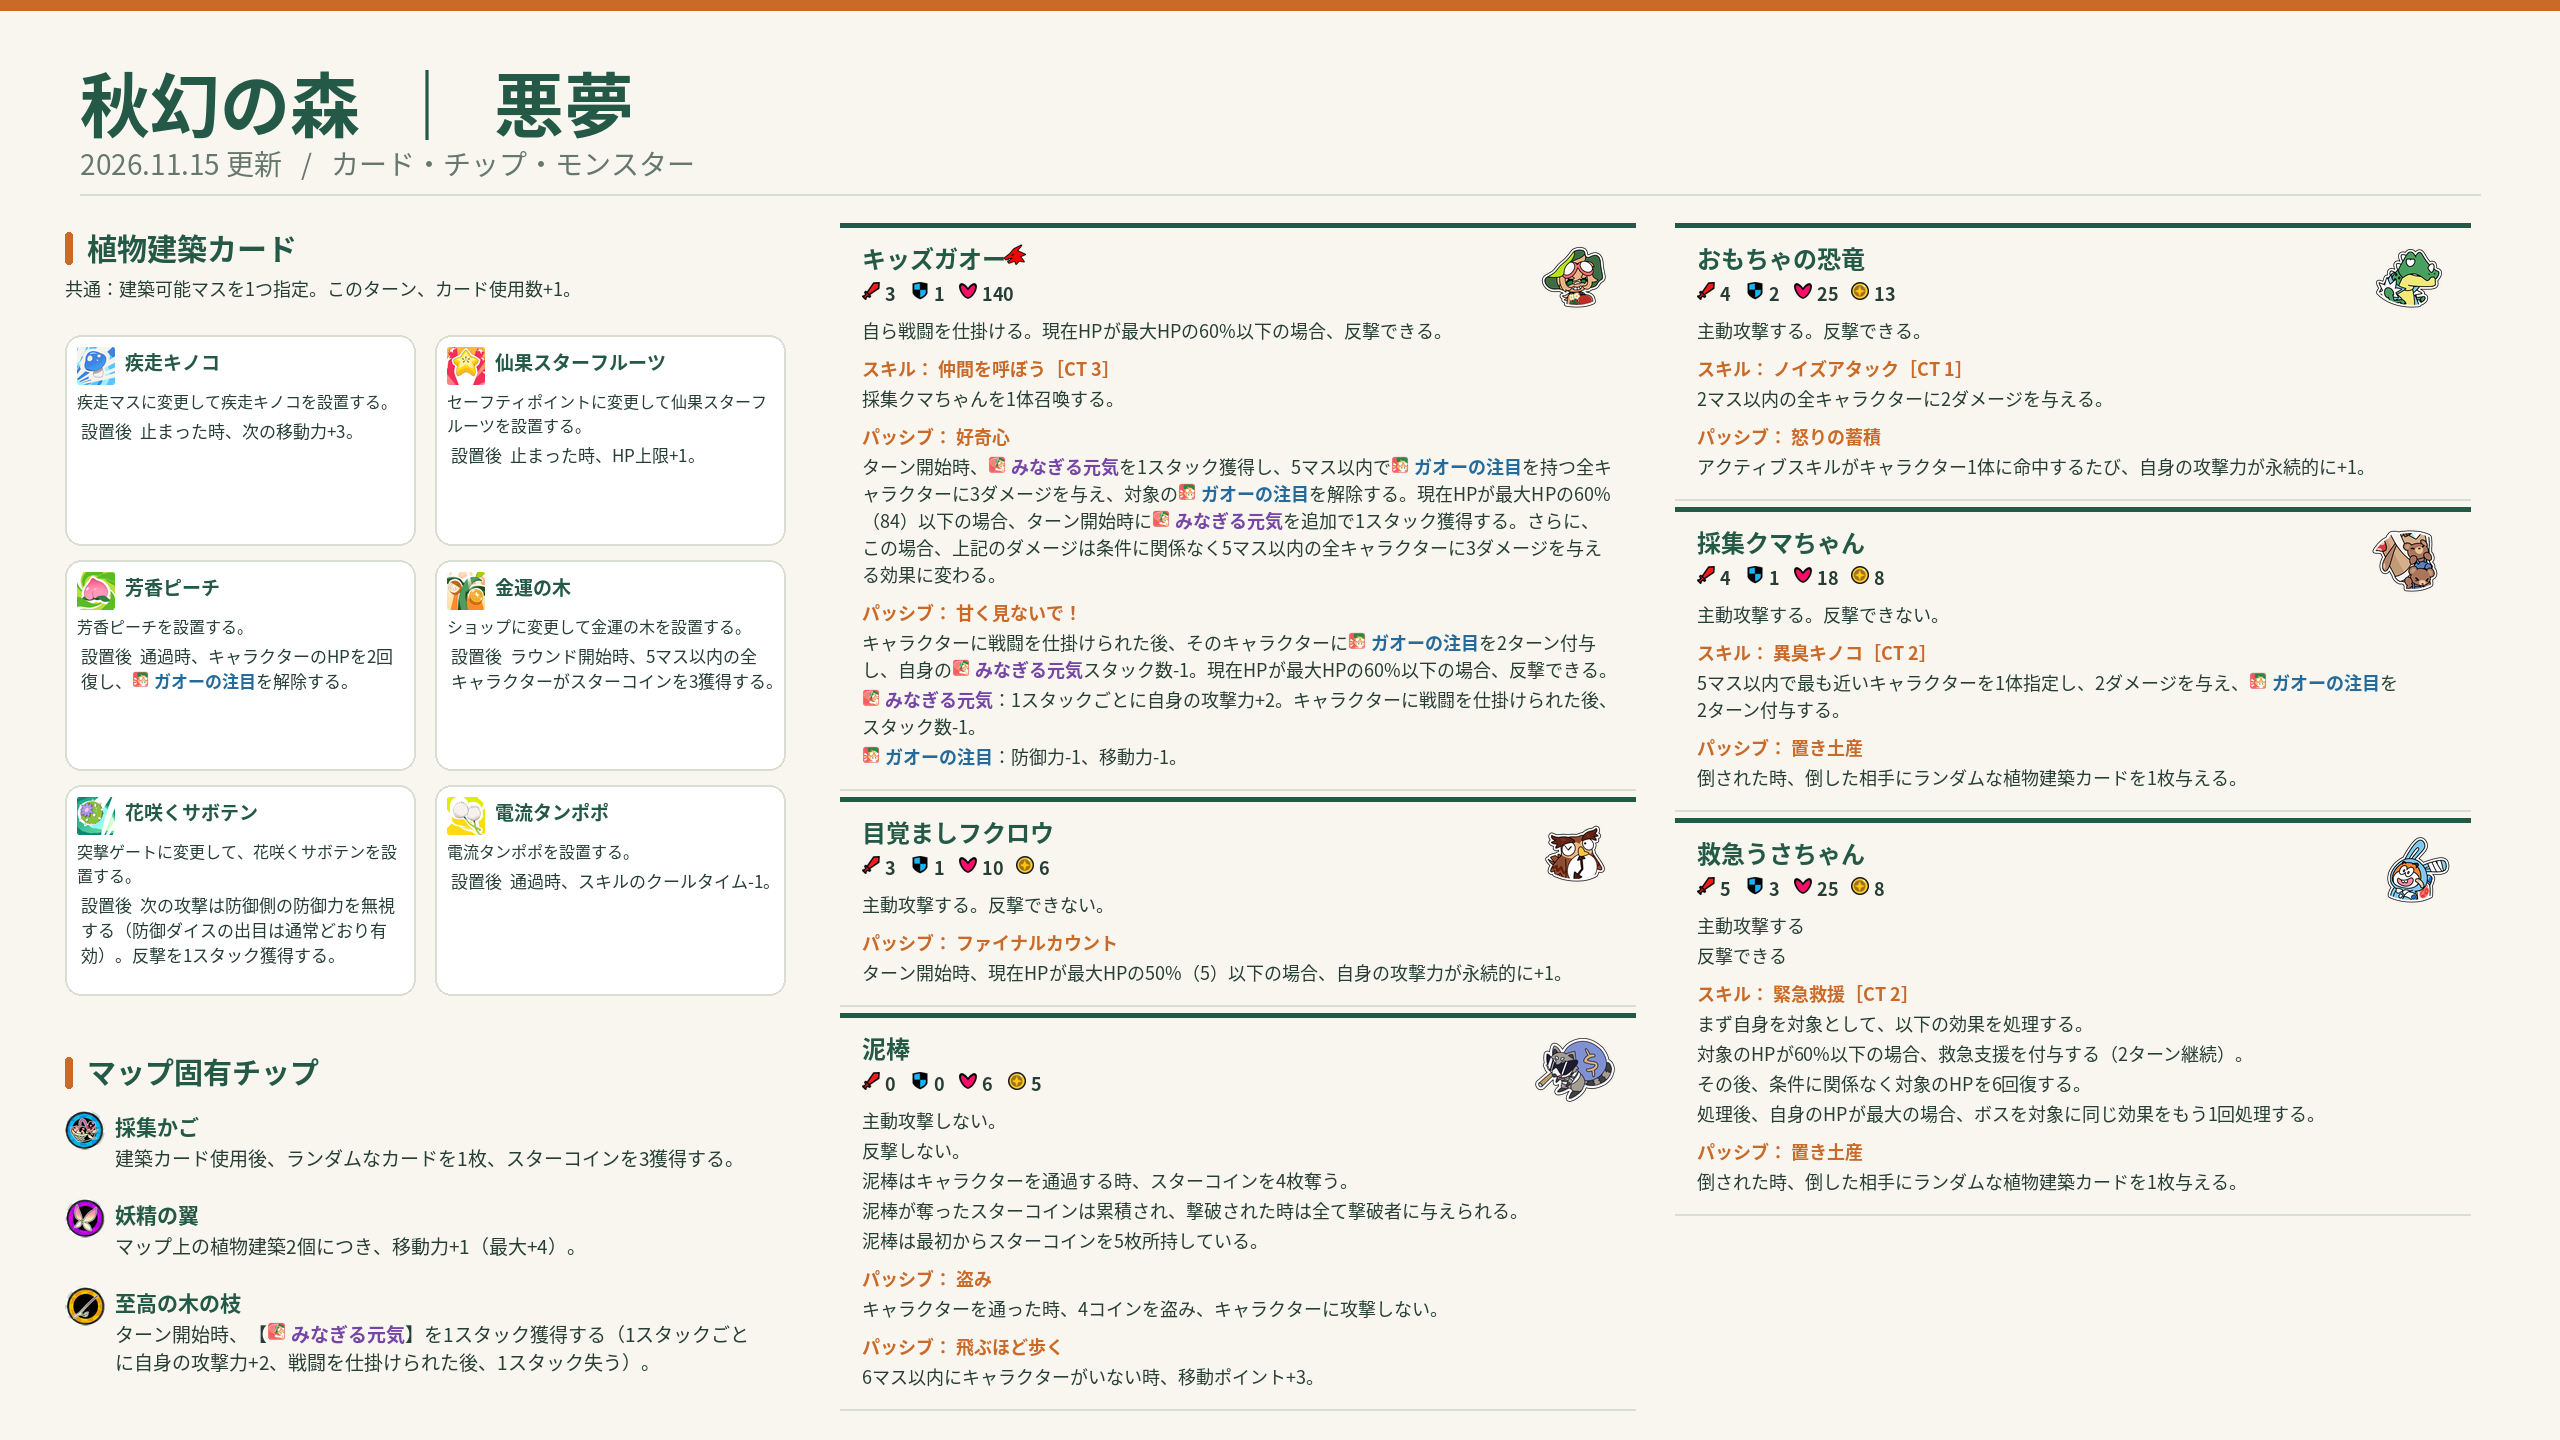 秋幻の森 | 悪夢
2026.11.15 更新 / カード・チップ・モンスター
植物建築カード
共通：建築可能マスを1つ指定。このターン、カード使用数+1。
疾走キノコ
疾走マスに変更して疾走キノコを設置する。
設置後 止まった時、次の移動力+3。
仙果スターフルーツ
セーフティポイントに変更して仙果スターフ
ルーツを設置する。
設置後 止まった時、HP上限+1。
芳香ピーチ
芳香ピーチを設置する。
設置後 通過時、キャラクターのHPを2回
復し、ガオーの注目を解除する。
金運の木
ショップに変更して金運の木を設置する。
設置後 ラウンド開始時、5マス以内の全
キャラクターがスターコインを3獲得する。
花咲くサボテン
突撃ゲートに変更して、花咲くサボテンを設
置する。
設置後 次の攻撃は防御側の防御力を無視
する（防御ダイスの出目は通常どおり有
効）。反撃を1スタック獲得する。
電流タンポポ
電流タンポポを設置する。
設置後 通過時、スキルのクールタイム-1。
マップ固有チップ
採集かご
建築カード使用後、ランダムなカードを1枚、スターコインを3獲得する。
妖精の翼
マップ上の植物建築2個につき、移動力+1（最大+4）。
至高の木の枝
ターン開始時、【みなぎる元気】を1スタック獲得する（1スタックごと
に自身の攻撃力+2、戦闘を仕掛けられた後、1スタック失う）。
キッズガオー
3 1 140
自ら戦闘を仕掛ける。現在HPが最大HPの60%以下の場合、反撃できる。
スキル： 仲間を呼ぼう［CT 3］
採集クマちゃんを1体召喚する。
パッシブ： 好奇心
ターン開始時、みなぎる元気を1スタック獲得し、5マス以内でガオーの注目を持つ全キ
ャラクターに3ダメージを与え、対象のガオーの注目を解除する。現在HPが最大HPの60%
（84）以下の場合、ターン開始時にみなぎる元気を追加で1スタック獲得する。さらに、
この場合、上記のダメージは条件に関係なく5マス以内の全キャラクターに3ダメージを与え
る効果に変わる。
パッシブ： 甘く見ないで！
キャラクターに戦闘を仕掛けられた後、そのキャラクターにガオーの注目を2ターン付与
し、自身のみなぎる元気スタック数-1。現在HPが最大HPの60%以下の場合、反撃できる。
みなぎる元気：1スタックごとに自身の攻撃力+2。キャラクターに戦闘を仕掛けられた後、
スタック数-1。
ガオーの注目：防御力-1、移動力-1。
目覚ましフクロウ
3 1 10 6
主動攻撃する。反撃できない。
パッシブ： ファイナルカウント
ターン開始時、現在HPが最大HPの50%（5）以下の場合、自身の攻撃力が永続的に+1。
泥棒
0 0 6 5
主動攻撃しない。
反撃しない。
泥棒はキャラクターを通過する時、スターコインを4枚奪う。
泥棒が奪ったスターコインは累積され、撃破された時は全て撃破者に与えられる。
泥棒は最初からスターコインを5枚所持している。
パッシブ： 盗み
キャラクターを通った時、4コインを盗み、キャラクターに攻撃しない。
パッシブ： 飛ぶほど歩く
6マス以内にキャラクターがいない時、移動ポイント+3。
おもちゃの恐竜
4 2 25 13
主動攻撃する。反撃できる。
スキル： ノイズアタック［CT 1］
2マス以内の全キャラクターに2ダメージを与える。
パッシブ： 怒りの蓄積
アクティブスキルがキャラクター1体に命中するたび、自身の攻撃力が永続的に+1。
採集クマちゃん
4 1 18 8
主動攻撃する。反撃できない。
スキル： 異臭キノコ［CT 2］
5マス以内で最も近いキャラクターを1体指定し、2ダメージを与え、ガオーの注目を
2ターン付与する。
パッシブ： 置き土産
倒された時、倒した相手にランダムな植物建築カードを1枚与える。
救急うさちゃん
5 3 25 8
主動攻撃する
反撃できる
スキル： 緊急救援［CT 2］
まず自身を対象として、以下の効果を処理する。
対象のHPが60%以下の場合、救急支援を付与する（2ターン継続）。
その後、条件に関係なく対象のHPを6回復する。
処理後、自身のHPが最大の場合、ボスを対象に同じ効果をもう1回処理する。
パッシブ： 置き土産
倒された時、倒した相手にランダムな植物建築カードを1枚与える。